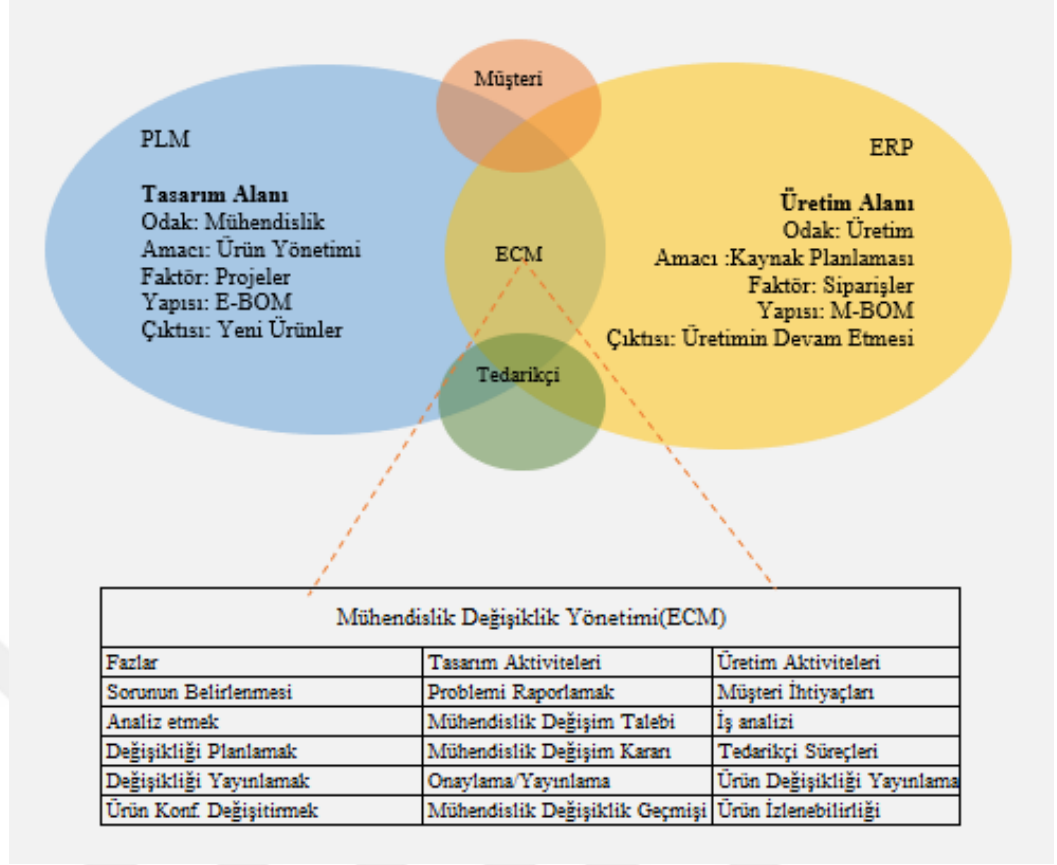 Müşteri
PLM
Tasarım Alanı
Odak: Mühendislik
Amacı: Ürün Yönetimi
Faktör: Projeler
Yapısı: E-BOM
Çıktısı: Yeni Ürünler
ECM
ERP
Üretim Alanı
Odak: Üretim
Amacı :Kaynak Planlaması
Faktör: Siparişler
Yapısı: M-BOM
Çıktısı: Üretimin Devam Etmesi
Tedarikçi
Mühendislik Değişiklik Yönetimi(ECM)
Fazlar Tasarım Aktiviteleri Üretim Aktiviteleri
Sorunun Belirlenmesi Problemi Raporlamak Müşteri İhtiyaçları
Analiz etmek Mühendislik Değişim Talebi İş analizi
Değişikliği Planlamak Mühendislik Değişim Kararı Tedarikçi Süreçleri
Değişikliği Yayınlamak Onaylama/Yayınlama Ürün Değişikliği Yayınlama
Ürün Konf. Değişitirmek Mühendislik Değişiklik Geçmişi Ürün İzlenebilirliği